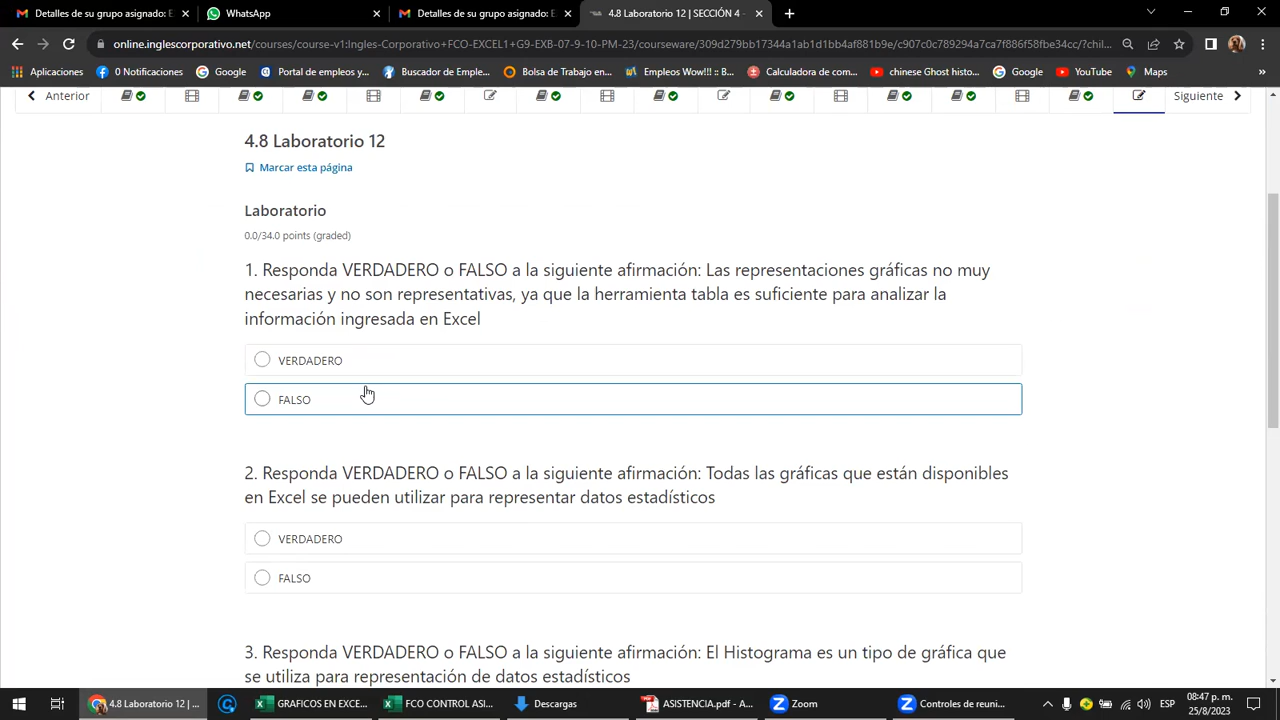 Detalles de su grupo asignado: E
WhatsApp
Detalles de su grupo asignado: E
4.8 Laboratorio 12 | SECCIÓN 4 -
online.inglescorporativo.net/courses/course-v1:Ingles-Corporativo+FCO-EXCEL1+G9-EXB-07-9-10-PM-23/courseware/309d279bb17344a1ab1d1bb4af881b9e/c907c0c789294a7ca7f886f58fbe34cc/?chil...
Aplicaciones
0 Notificaciones
Google
Portal de empleos y...
Buscador de Emple...
Bolsa de Trabajo en...
Empleos Wow!!! :: B...
Calculadora de com...
chinese Ghost histo...
Google
YouTube
Maps
»
Anterior
Siguiente
4.8 Laboratorio 12
Marcar esta página
Laboratorio
0.0/34.0 points (graded)
1. Responda VERDADERO o FALSO a la siguiente afirmación: Las representaciones gráficas no muy
necesarias y no son representativas, ya que la herramienta tabla es suficiente para analizar la
información ingresada en Excel
VERDADERO
FALSO
2. Responda VERDADERO o FALSO a la siguiente afirmación: Todas las gráficas que están disponibles
en Excel se pueden utilizar para representar datos estadísticos
VERDADERO
FALSO
3. Responda VERDADERO o FALSO a la siguiente afirmación: El Histograma es un tipo de gráfica que
se utiliza para representación de datos estadísticos
4.8 Laboratorio 12 | ...
GRAFICOS EN EXCE...
FCO CONTROL ASI...
Descargas
ASISTENCIA.pdf - A...
Zoom
Controles de reuni...
ESP
08:47 p. m.
25/8/2023